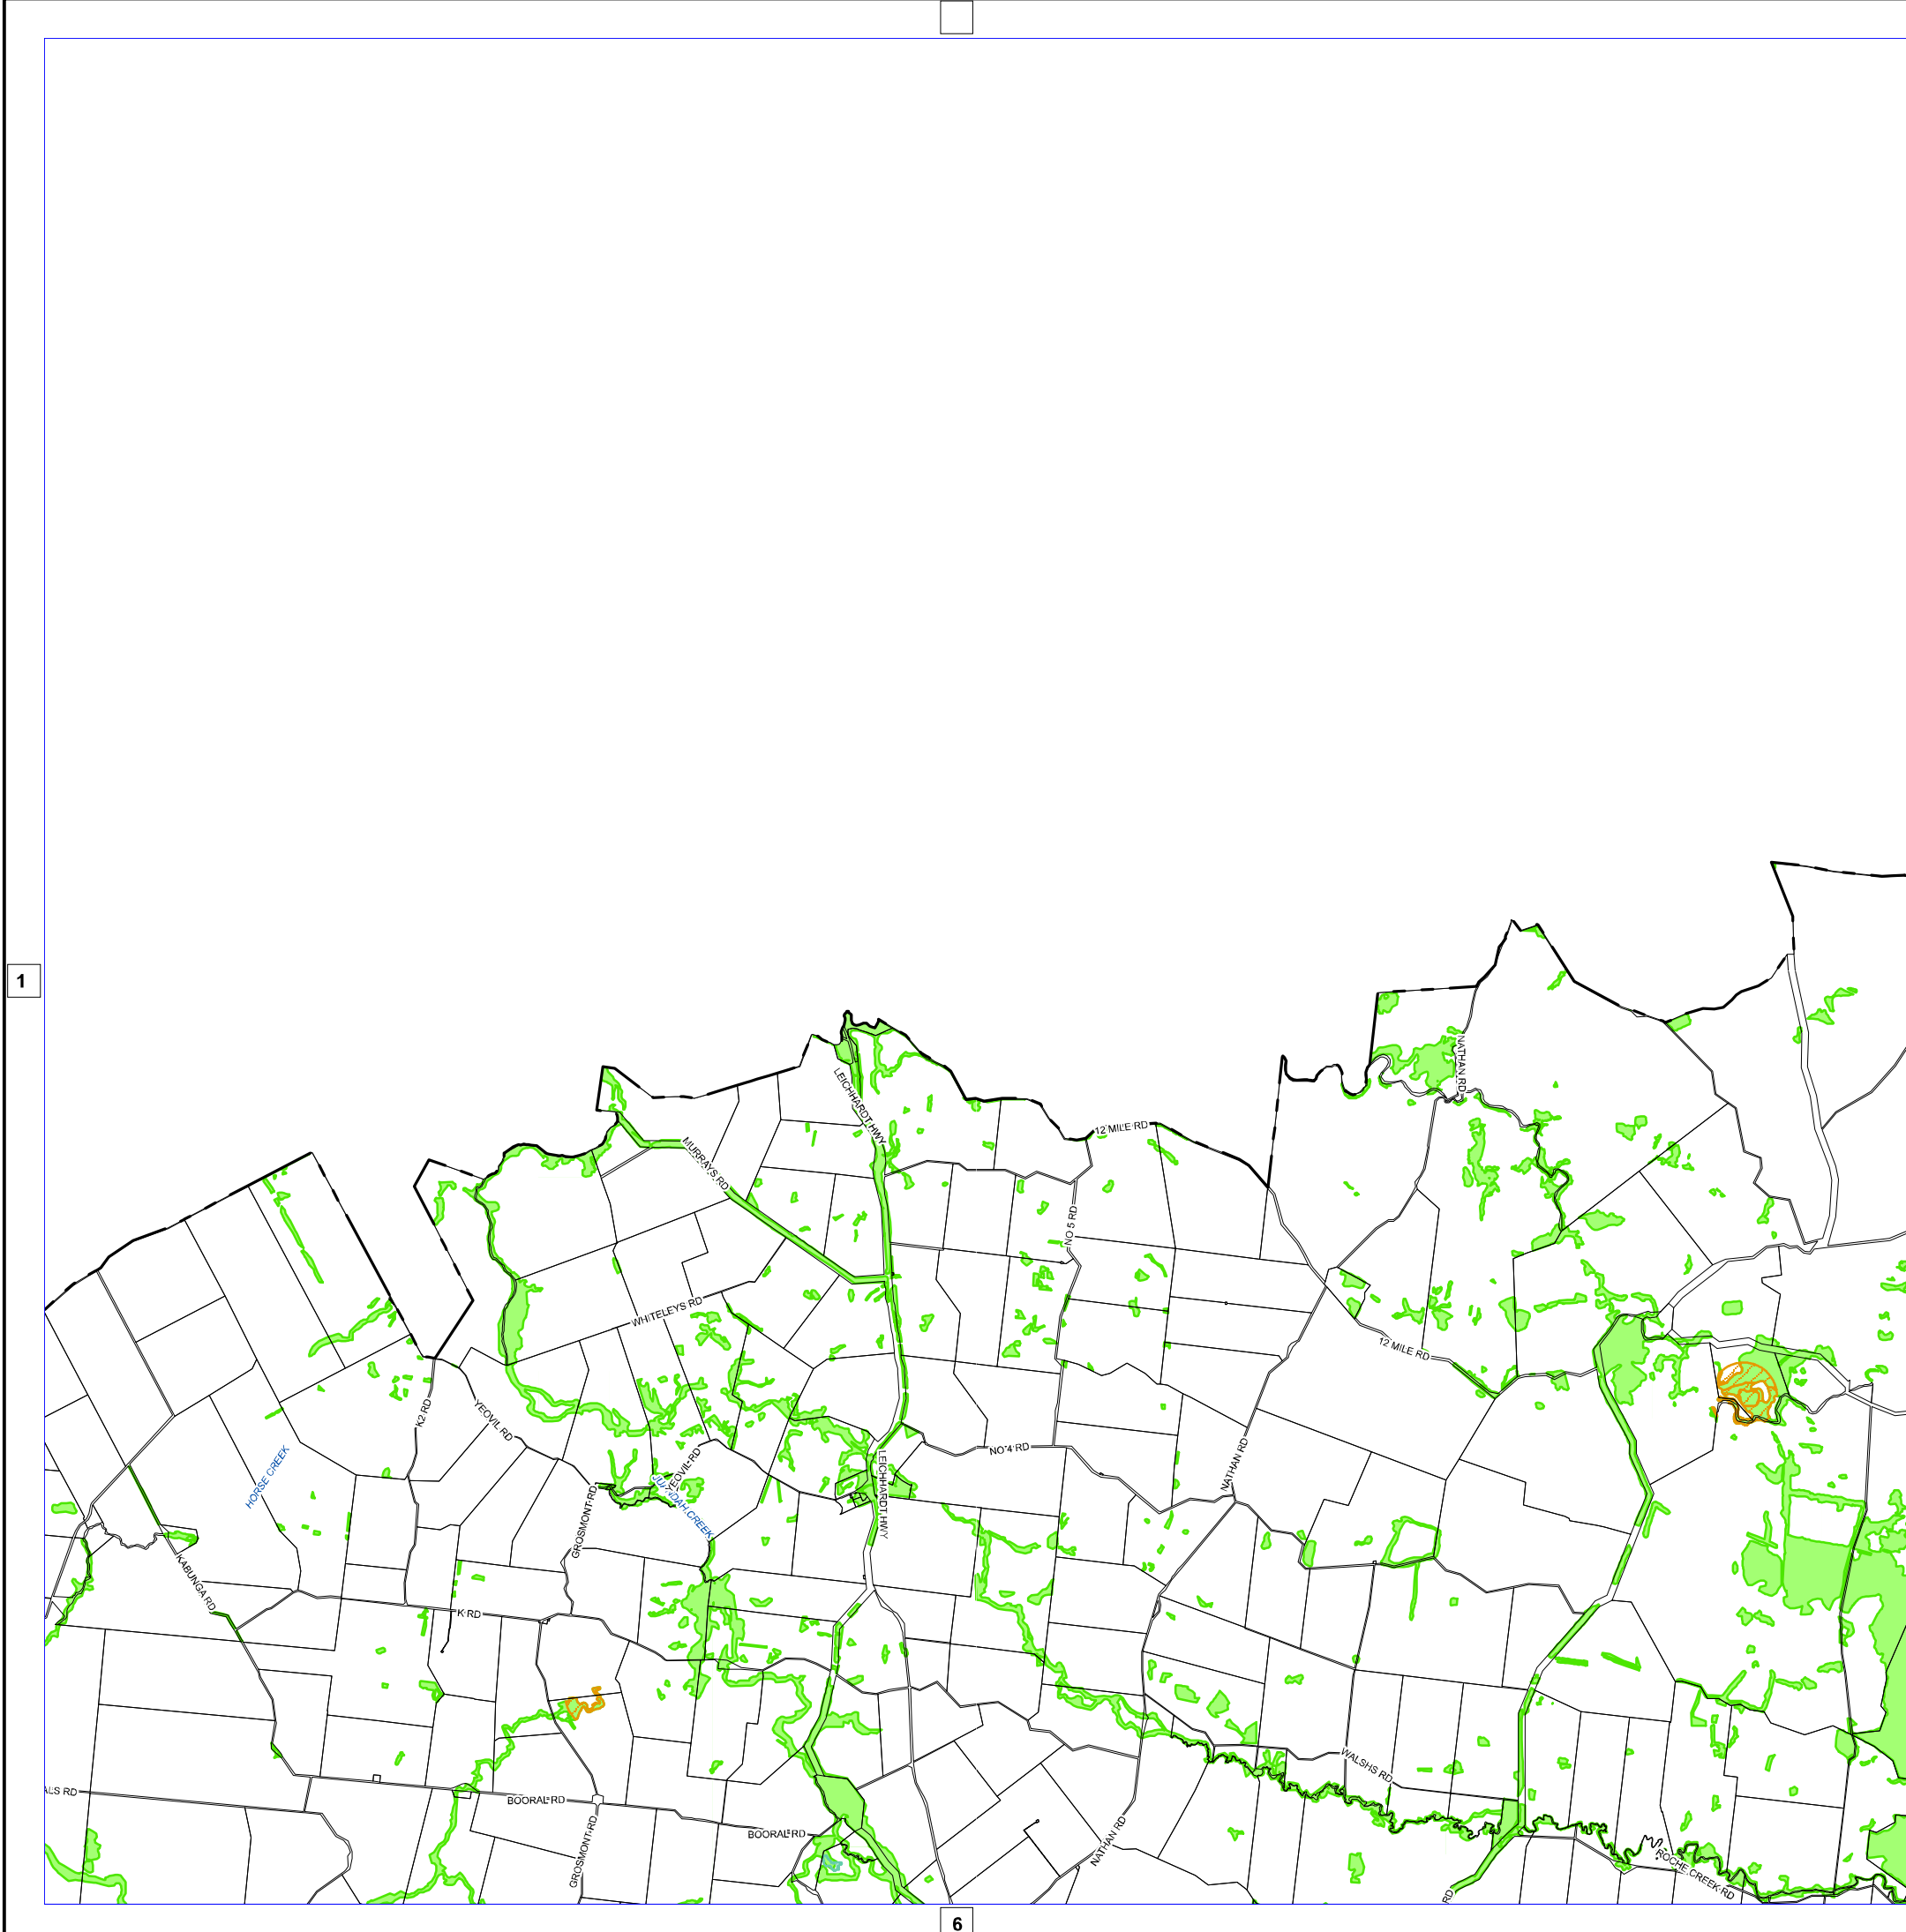 1
NATHAN RD
LEICHHARDT HWY
12 MILE RD
MURRAYS RD
NO 5 RD
WHITELEYS RD
12 MILE RD
K2 RD
YEOVIL RD
NO 4 RD
NATHAN RD
HORSE CREEK
YEOVIL RD
LEICHHARDT HWY
GROSMONT RD
KABUNGA RD
K RD
WALSHS RD
BOORAL RD
BOORAL RD
NATHAN RD
GROSMONT RD
ROCHE CREEK RD
RD
6